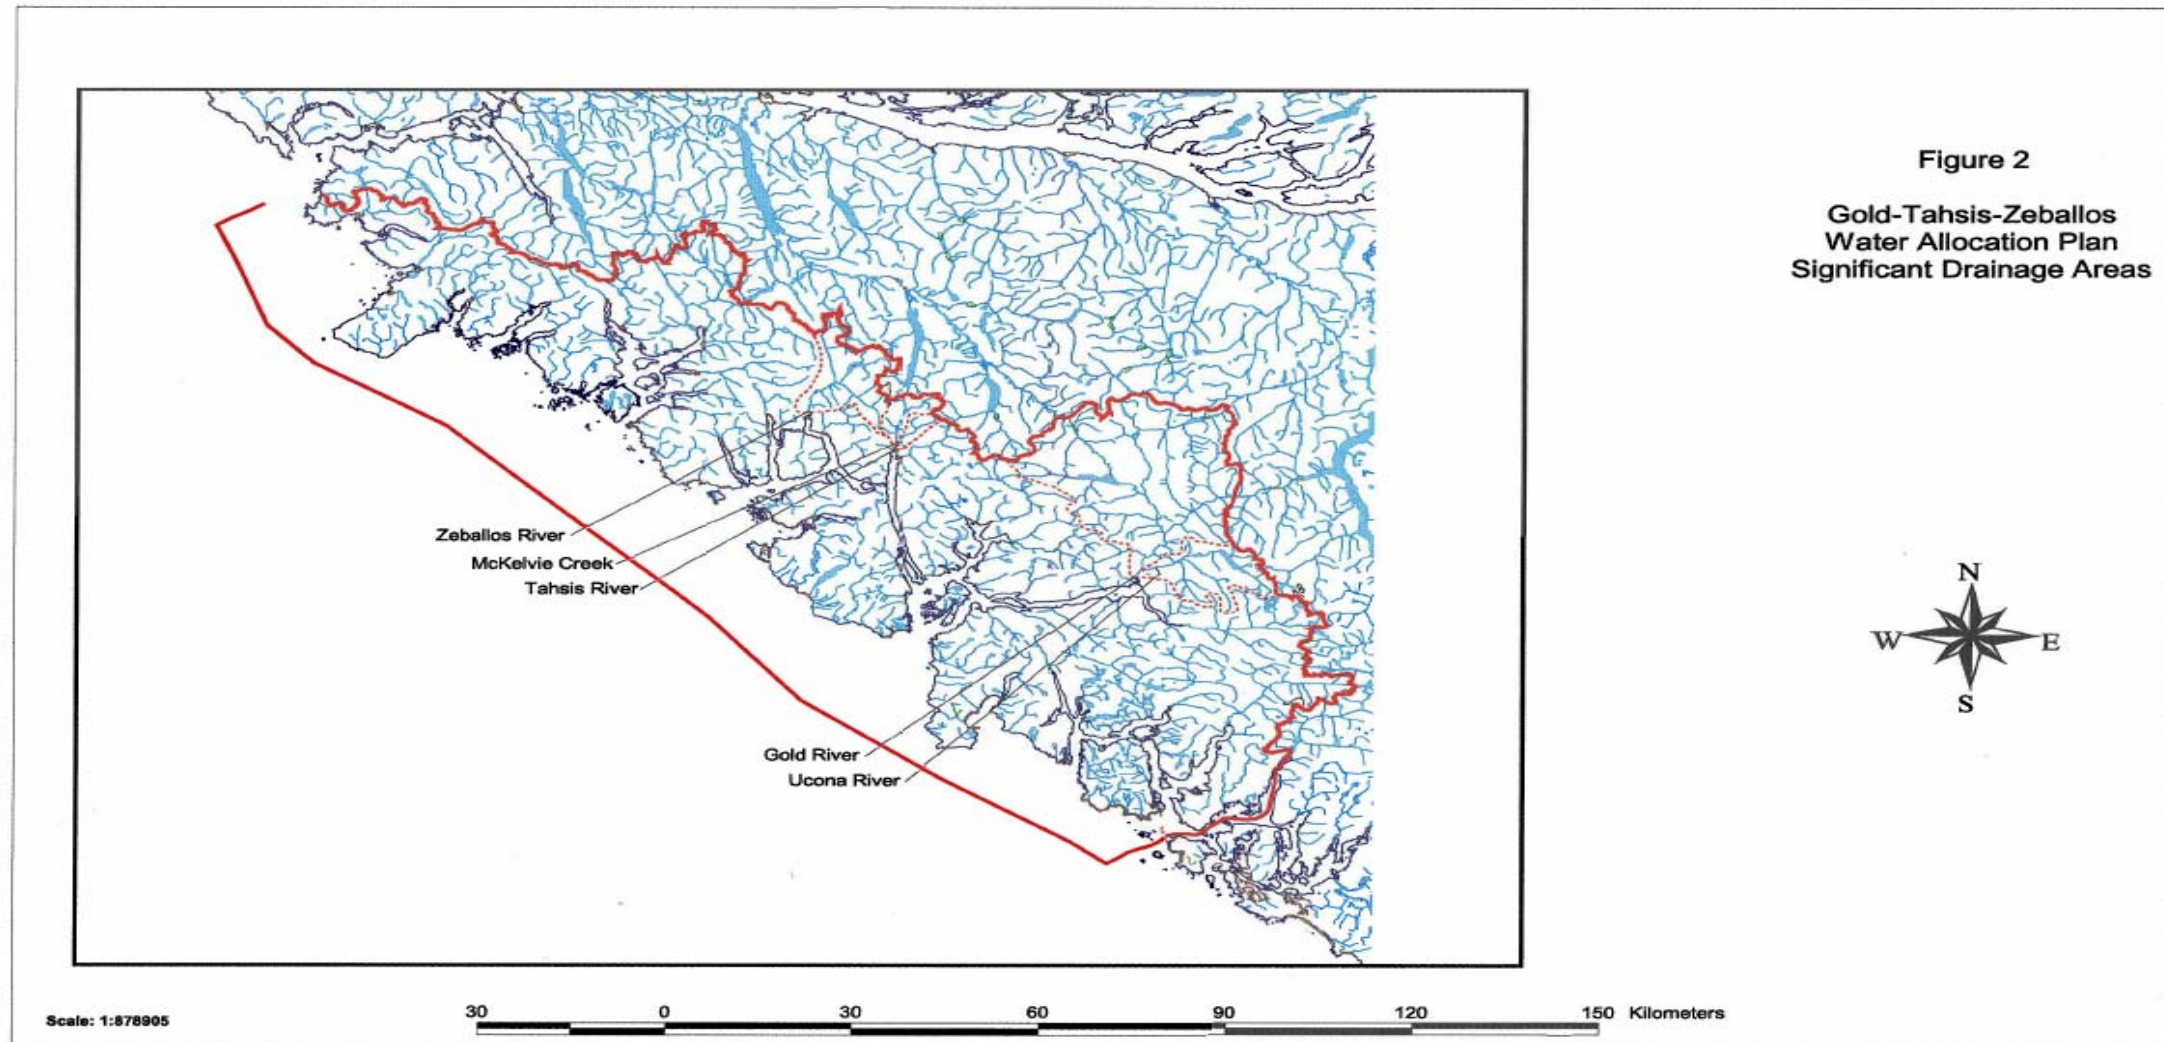 Figure 2
Gold-Tahsis-Zeballos
Water Allocation Plan
Significant Drainage Areas
Zeballos River
McKelvie Creek
Tahsis River
Gold River
Ucona River
N
W E
S
Scale: 1:878905
30 0 30 60 90 120 150 Kilometers